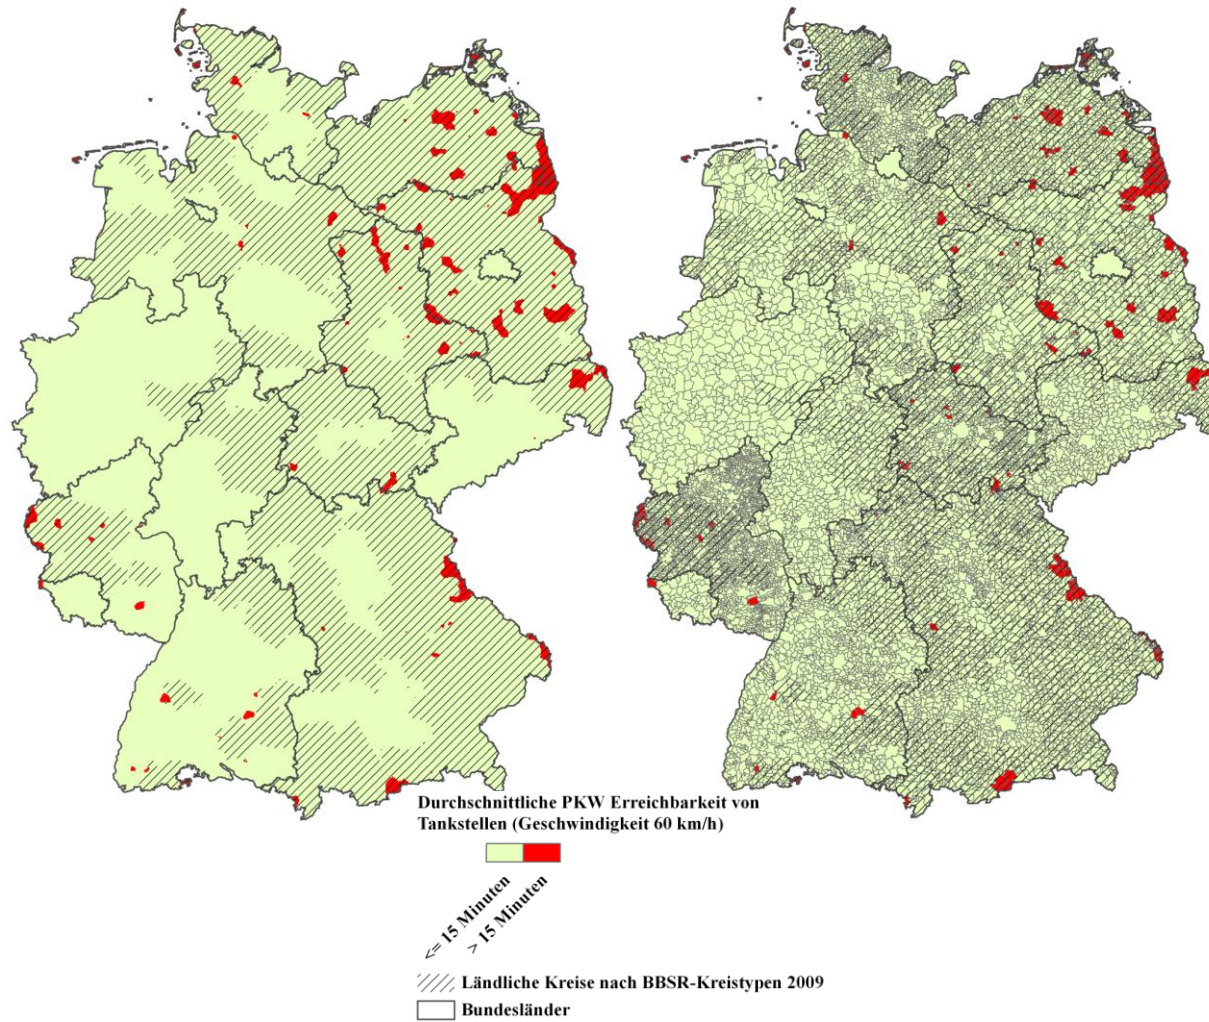 Durchschnittliche PKW Erreichbarkeit von
Tankstellen (Geschwindigkeit 60 km/h)
<= 15 Minuten
> 15 Minuten
Ländliche Kreise nach BBSR-Kreistypen 2009
Bundesländer